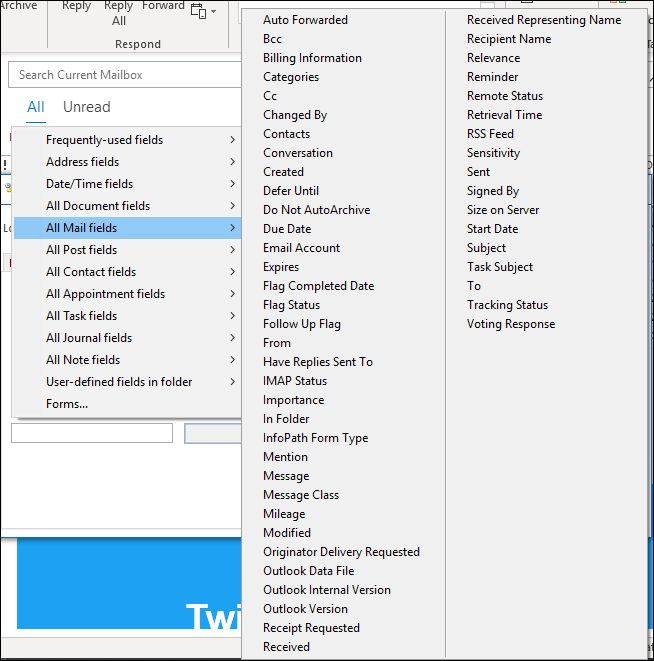 Archive
Reply
Reply
All
Forward
Respond
Search Current Mailbox
All
Unread
Frequently-used fields
Address fields
Date/Time fields
All Document fields
All Mail fields
All Post fields
All Contact fields
All Appointment fields
All Task fields
All Journal fields
All Note fields
User-defined fields in folder
Forms...
Auto Forwarded
Bcc
Billing Information
Categories
Cc
Changed By
Contacts
Conversation
Created
Defer Until
Do Not AutoArchive
Due Date
Email Account
Expires
Flag Completed Date
Flag Status
Follow Up Flag
From
Have Replies Sent To
IMAP Status
Importance
In Folder
InfoPath Form Type
Mention
Message
Message Class
Mileage
Modified
Originator Delivery Requested
Outlook Data File
Outlook Internal Version
Outlook Version
Receipt Requested
Received
Received Representing Name
Recipient Name
Relevance
Reminder
Remote Status
Retrieval Time
RSS Feed
Sensitivity
Sent
Signed By
Size on Server
Start Date
Subject
Task Subject
To
Tracking Status
Voting Response
Twi